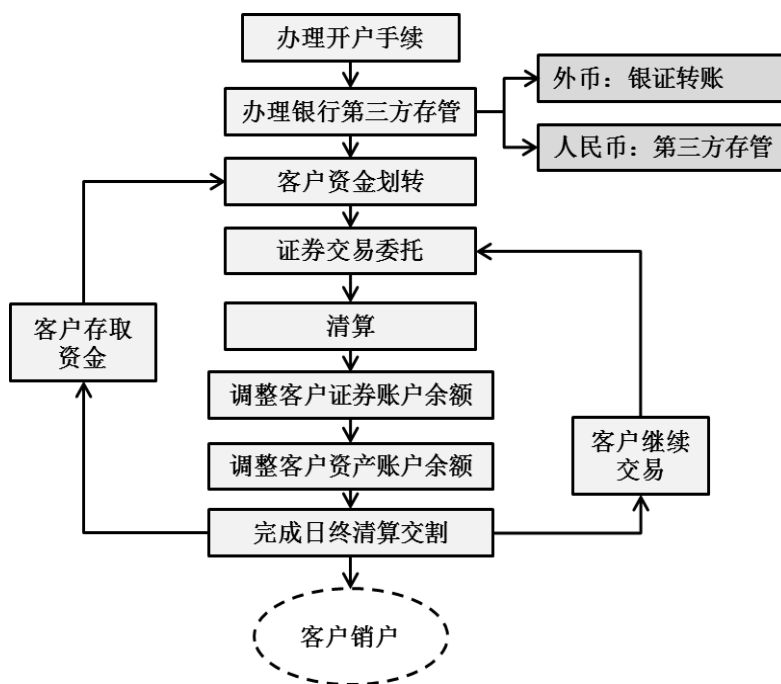 办理开户手续
外币：银证转账
办理银行第三方存管
人民币：第三方存管
客户资金划转
证券交易委托
客户存取
资金
清算
调整客户证券账户余额
客户继续
交易
调整客户资产账户余额
完成日终清算交割
客户销户